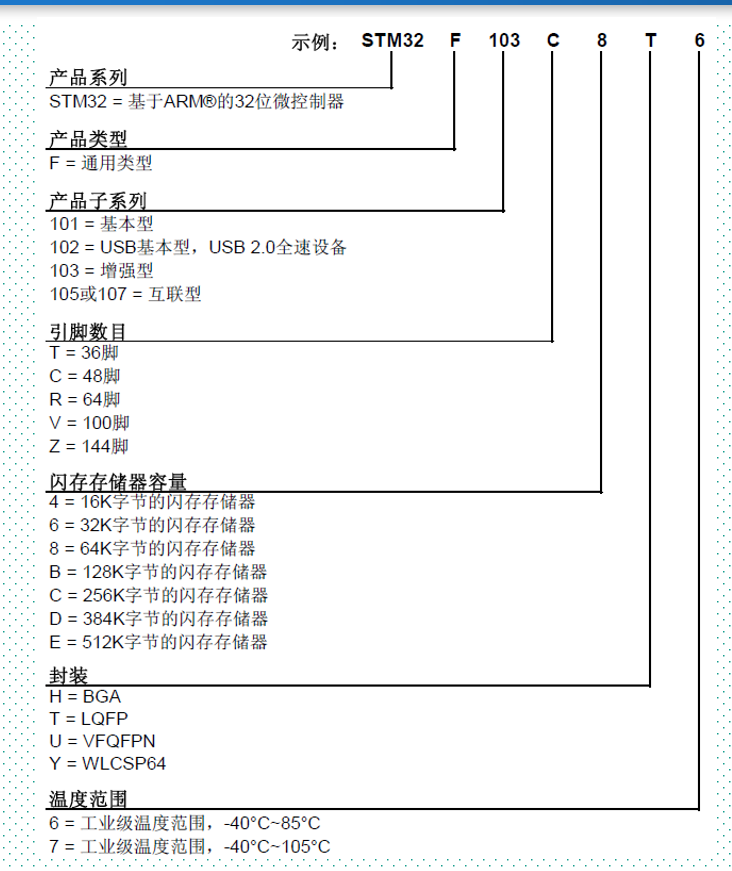 示例： STM32 F 103 C 8 T 6
产品系列
STM32 = 基于ARM®的32位微控制器
产品类型
F = 通用类型
产品子系列
101 = 基本型
102 = USB基本型，USB 2.0全速设备
103 = 增强型
105或107 = 互联型
引脚数目
T = 36脚
C = 48脚
R = 64脚
V = 100脚
Z = 144脚
闪存存储器容量
4 = 16K字节的闪存存储器
6 = 32K字节的闪存存储器
8 = 64K字节的闪存存储器
B = 128K字节的闪存存储器
C = 256K字节的闪存存储器
D = 384K字节的闪存存储器
E = 512K字节的闪存存储器
封装
H = BGA
T = LQFP
U = VFQFPN
Y = WLCSP64
温度范围
6 = 工业级温度范围，-40°C~85°C
7 = 工业级温度范围，-40°C~105°C